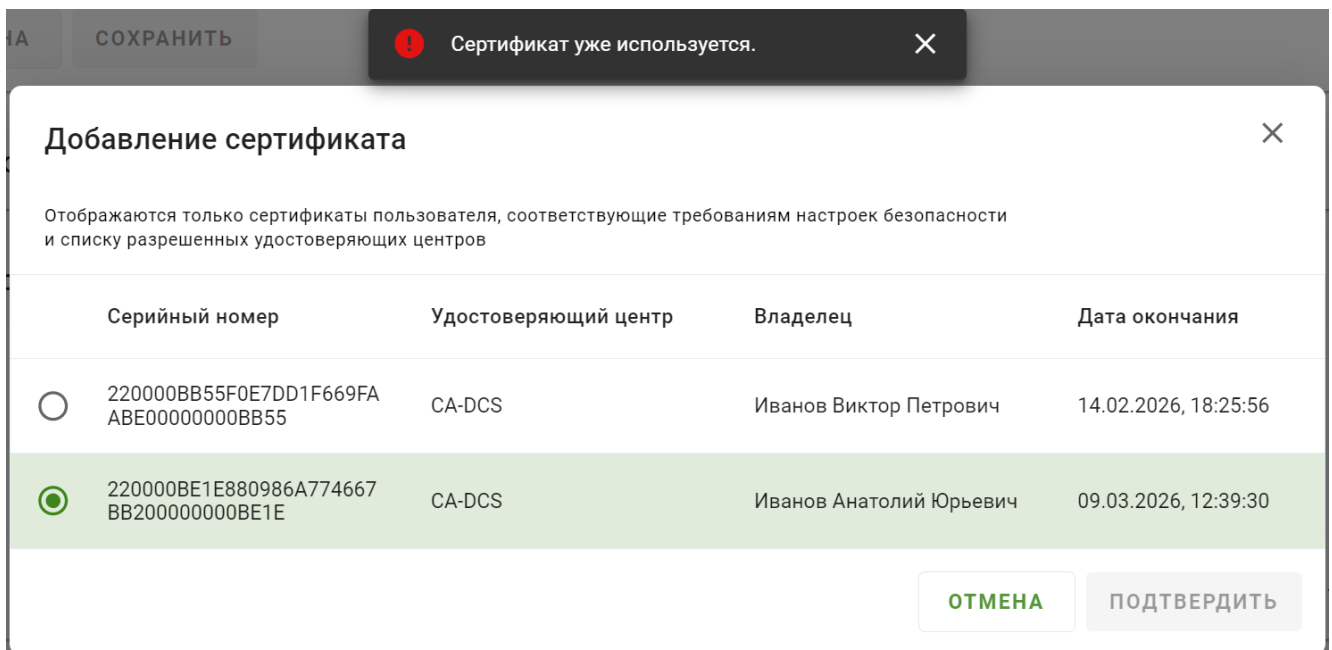 НА СОХРАНИТЬ
Сертификат уже используется.
Добавление сертификата
Отображаются только сертификаты пользователя, соответствующие требованиям настроек безопасности
и списку разрешенных удостоверяющих центров
Серийный номер Удостоверяющий центр Владелец Дата окончания
220000BB55F0E7DD1F669FA
ABE00000000BB55
CA-DCS
Иванов Виктор Петрович
14.02.2026, 18:25:56
220000BE1E880986A774667
BB200000000BE1E
CA-DCS
Иванов Анатолий Юрьевич
09.03.2026, 12:39:30
ОТМЕНА ПОДТВЕРДИТЬ